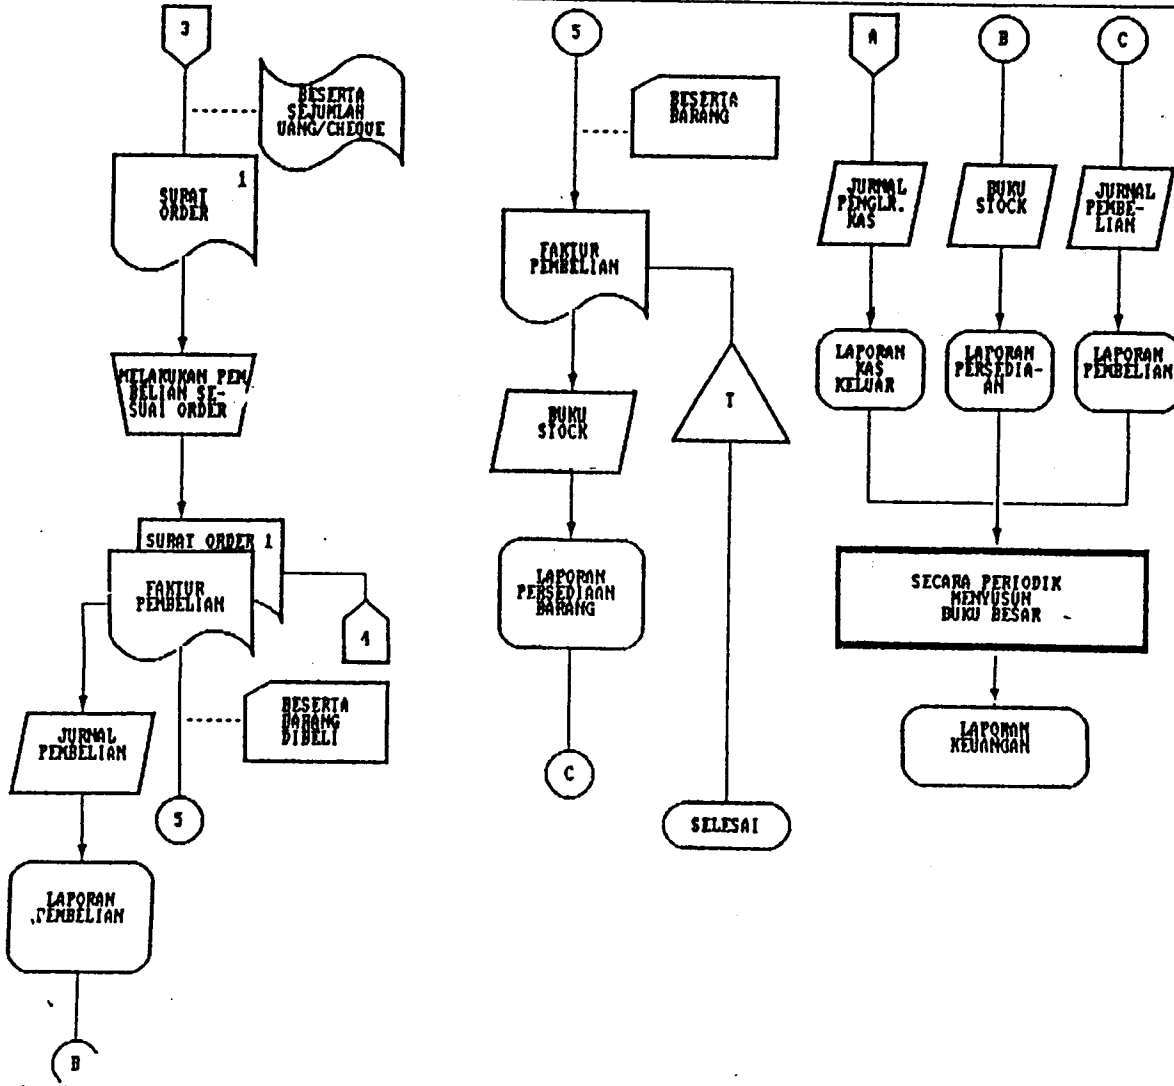 3
BESERTA
SEJUMLAH
UANG/CHEQUE
1
SURAT
ORDER
MELAKUKAN PEM
BELIAN SE-
SUAI ORDER
SURAT ORDER 1
FAKTUR
PEMBELIAN
4
BESERTA
BARANG
DIBELI
JURNAL
PEMBELIAN
5
LAPORAN
PEMBELIAN
B
5
BESERTA
BARANG
FAKTUR
PEMBELIAN
BUKU
STOCK
T
LAPORAN
PERSEDIAAN
BARANG
C
SELESAI
A
B
C
JURNAL
PENGLR.
KAS
BUKU
STOCK
JURNAL
PEMBE-
LIAN
LAPORAN
KAS
KELUAR
LAPORAN
PERSEDIA-
AN
LAPORAN
PEMBELIAN
SECARA PERIODIK
MENYUSUN
BUKU BESAR
LAPORAN
KEUANGAN